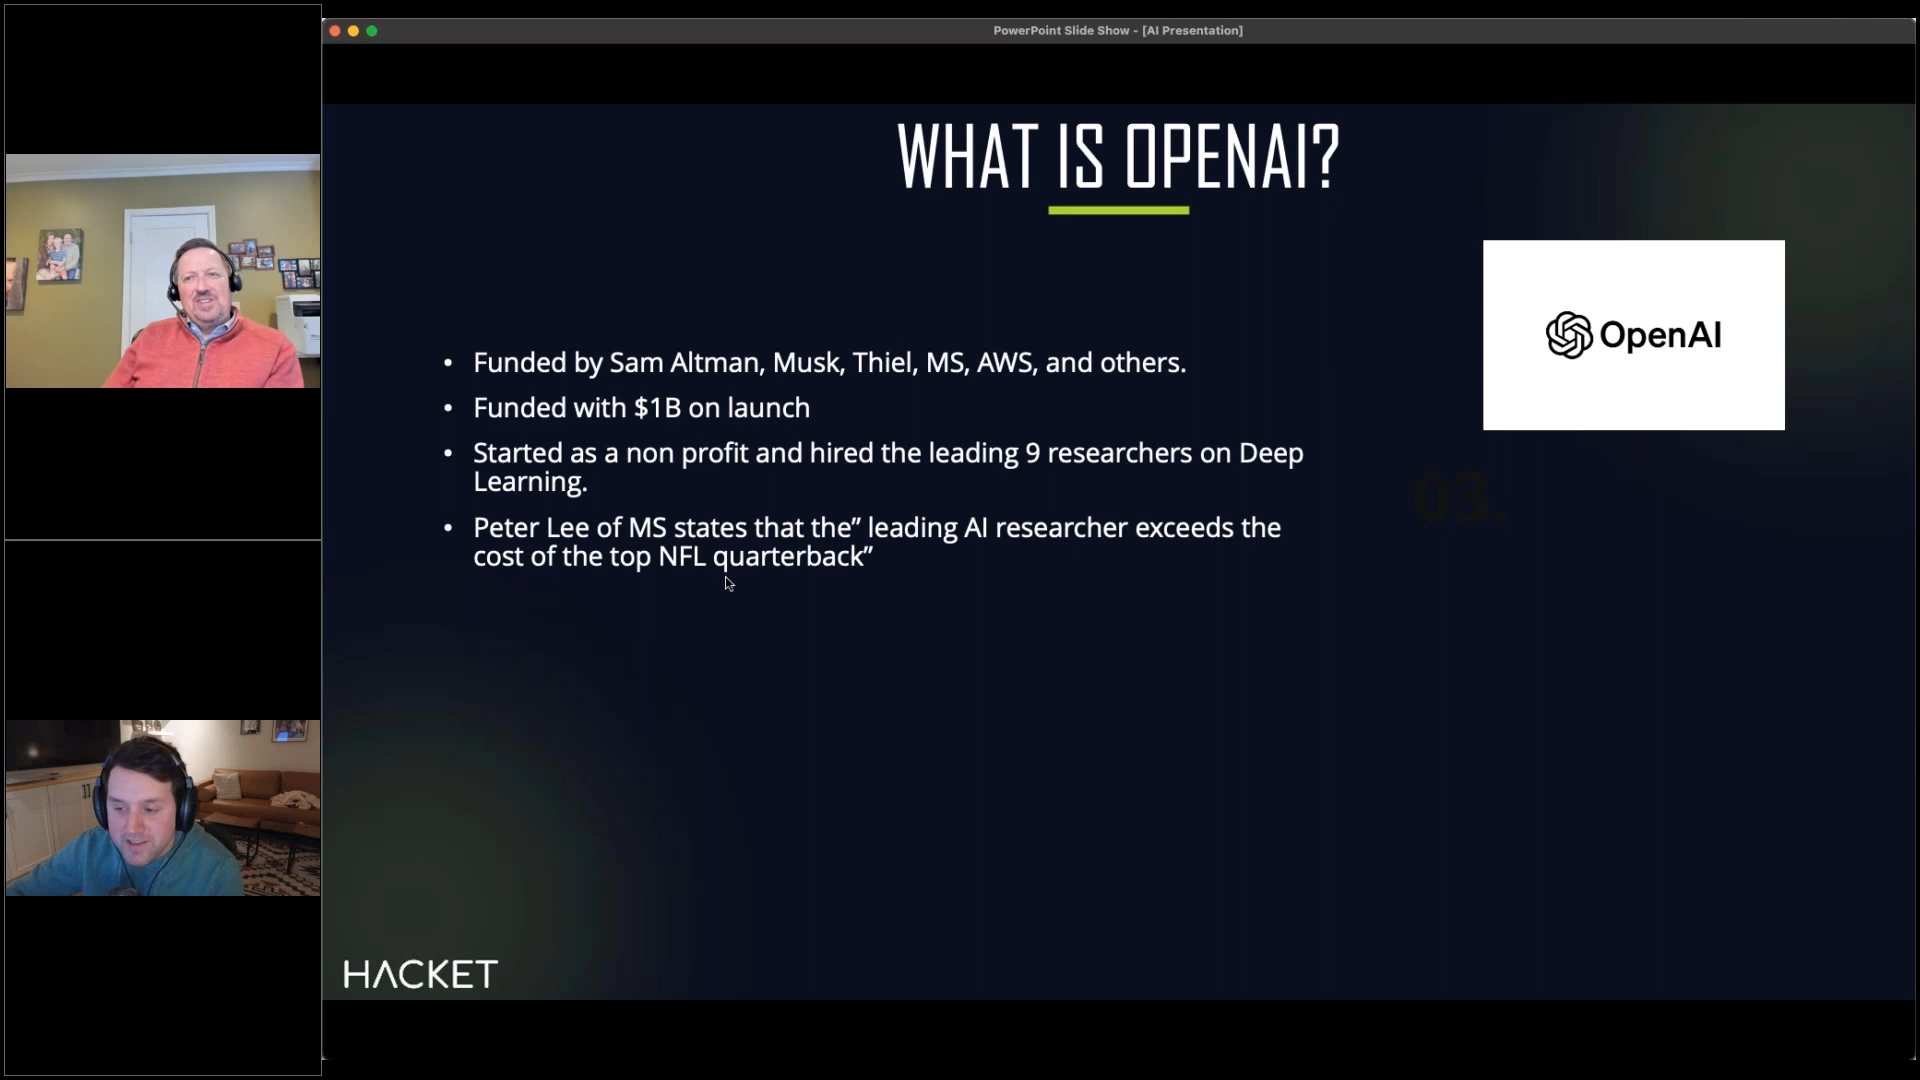 PowerPoint Slide Show - [AI Presentation]
WHAT IS OPENAI?
OpenAI
• Funded by Sam Altman, Musk, Thiel, MS, AWS, and others.
• Funded with $1B on launch
• Started as a non profit and hired the leading 9 researchers on Deep
Learning.
• Peter Lee of MS states that the” leading AI researcher exceeds the
cost of the top NFL quarterback”
03.
HACKET